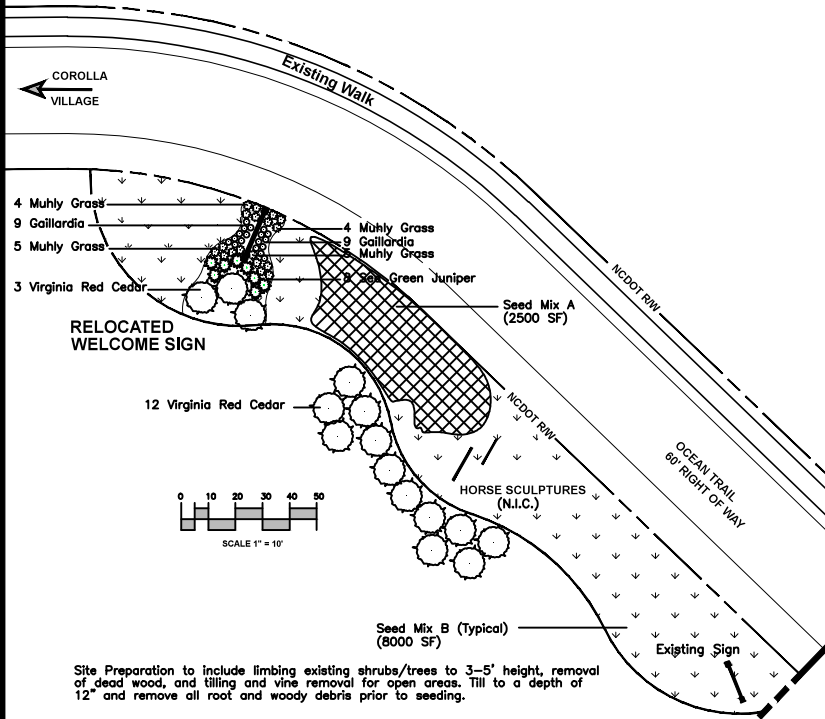 Existing Walk
COROLLA
VILLAGE
4 Muhly Grass
9 Gaillardia
5 Muhly Grass
3 Virginia Red Cedar
4 Muhly Grass
9 Gaillardia
5 Muhly Grass
8 Sea Green Juniper
RELOCATED
WELCOME SIGN
Seed Mix A
(2500 SF)
NCDOT R/W
12 Virginia Red Cedar
NCDOT R/W
OCEAN TRAIL
60' RIGHT OF WAY
HORSE SCULPTURES
(N.I.C.)
0 10 20 30 40 50
SCALE 1" = 10'
Seed Mix B (Typical)
(8000 SF)
Existing Sign
Site Preparation to include limbing existing shrubs/trees to 3-5' height, removal
of dead wood, and tilling and vine removal for open areas. Till to a depth of
12" and remove all root and woody debris prior to seeding.